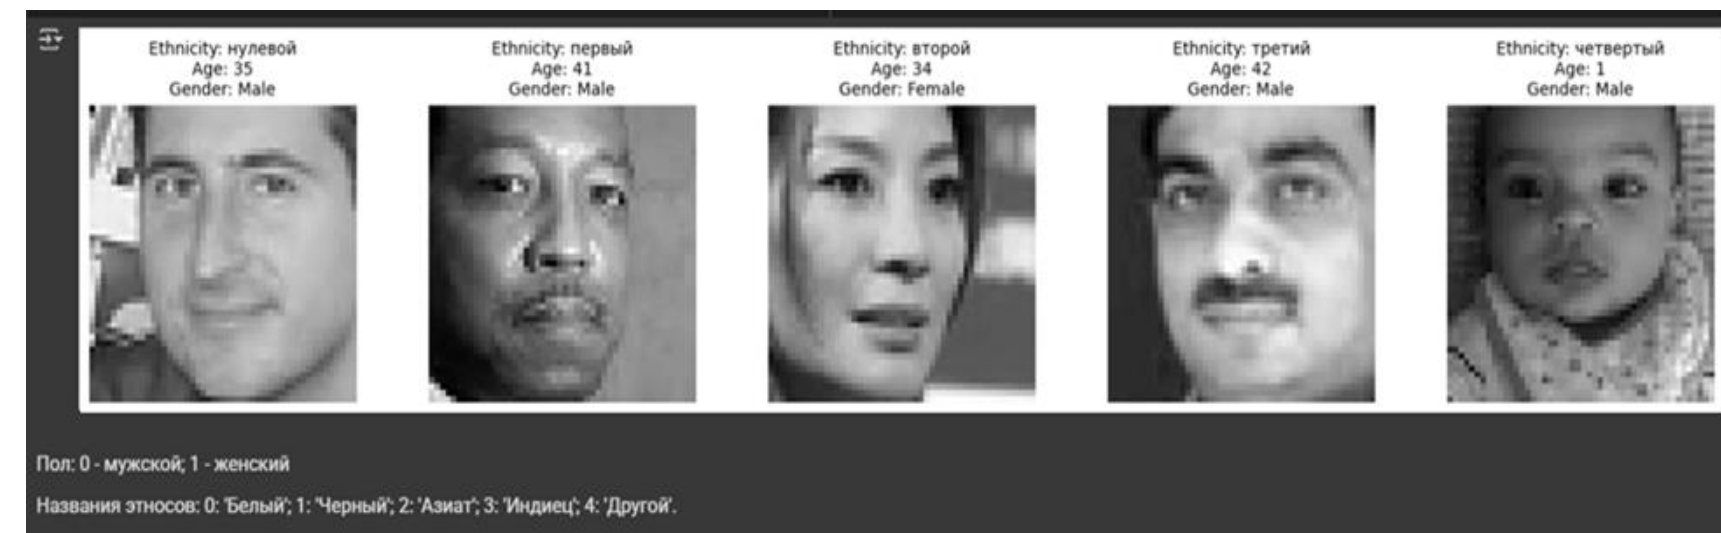 Ethnicity: нулевой
Age: 35
Gender: Male
Ethnicity: первый
Age: 41
Gender: Male
Ethnicity: второй
Age: 34
Gender: Female
Ethnicity: третий
Age: 42
Gender: Male
Ethnicity: четвертый
Age: 1
Gender: Male
Пол: 0 - мужской; 1 - женский
Названия этносов: 0: 'Белый'; 1: 'Черный'; 2: 'Азиат'; 3: 'Индиец'; 4: 'Другой'.